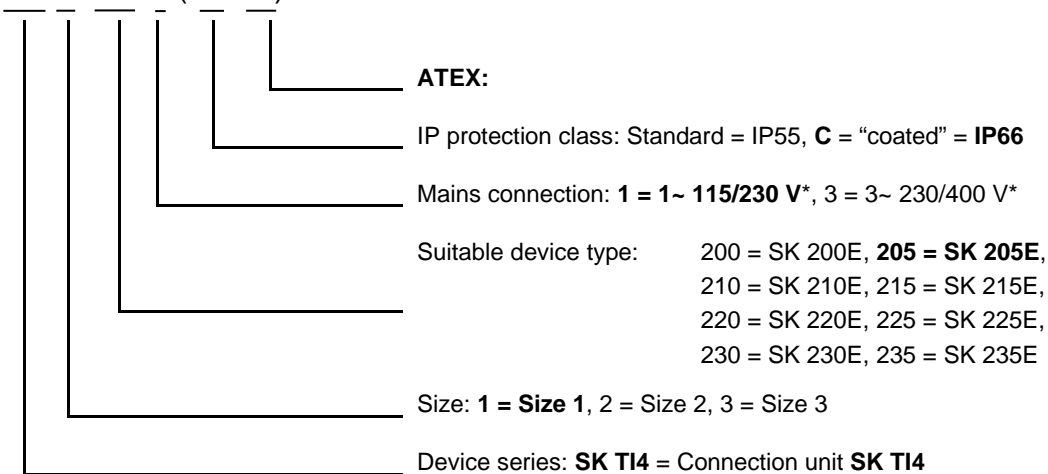 ATEX:
IP protection class: Standard = IP55, C = “coated” = IP66
Mains connection: 1 = 1~ 115/230 V*, 3 = 3~ 230/400 V*
Suitable device type: 200 = SK 200E, 205 = SK 205E,
210 = SK 210E, 215 = SK 215E,
220 = SK 220E, 225 = SK 225E,
230 = SK 230E, 235 = SK 235E
Size: 1 = Size 1, 2 = Size 2, 3 = Size 3
Device series: SK TI4 = Connection unit SK TI4